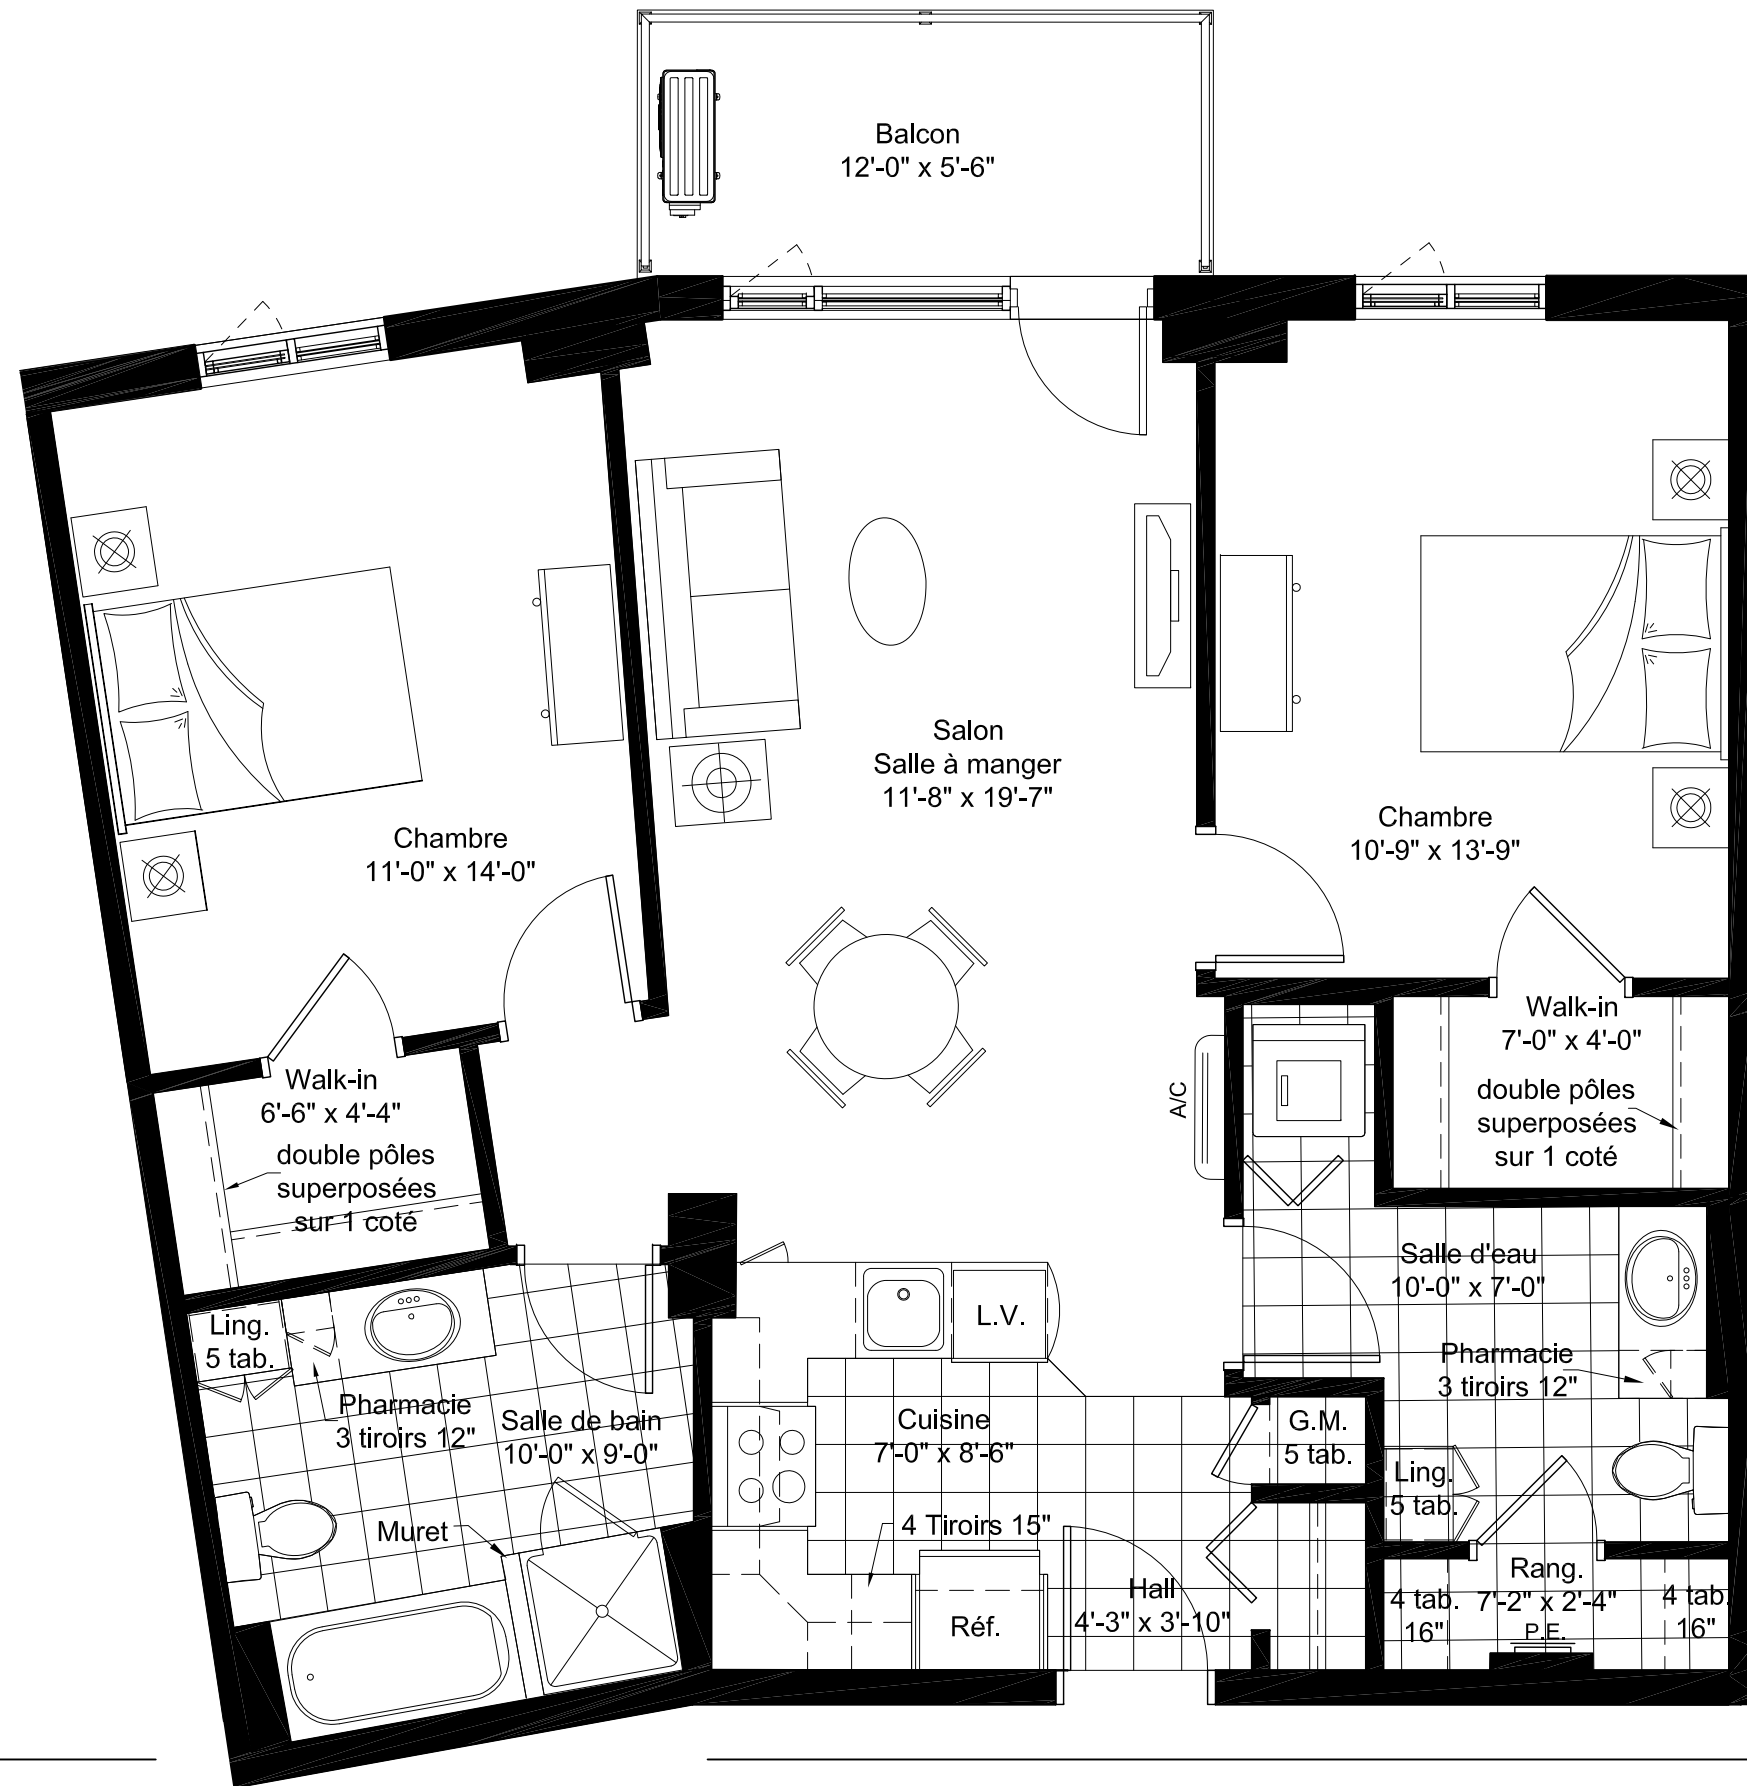 Balcon
12'-0" x 5'-6"
Salon
Salle à manger
11'-8" x 19'-7"
Chambre
11'-0" x 14'-0"
Chambre
10'-9" x 13'-9"
Walk-in
7'-0" x 4'-0"
double pôles
superposées
sur 1 coté
Walk-in
6'-6" x 4'-4"
double pôles
superposées
sur 1 coté
A/C
Salle d'eau
10'-0" x 7'-0"
Pharmacie
3 tiroirs 12"
Ling.
5 tab.
L.V.
Pharmacie
3 tiroirs 12"
Salle de bain
10'-0" x 9'-0"
Cuisine
7'-0" x 8'-6"
G.M.
5 tab.
Ling.
5 tab.
Muret
4 Tiroirs 15"
Réf.
Hall
4'-3" x 3'-10"
4 tab.
16"
Rang.
7'-2" x 2'-4"
P.E.
4 tab.
16"